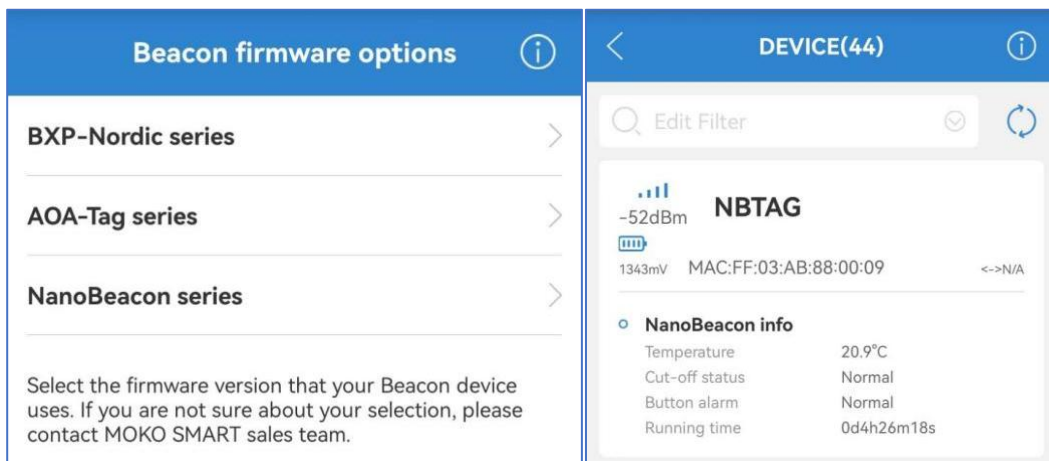 Beacon firmware options
BXP-Nordic series
AOA-Tag series
NanoBeacon series
Select the firmware version that your Beacon device
uses. If you are not sure about your selection, please
contact MOKO SMART sales team.
DEVICE(44)
Edit Filter
-52dBm
NBTAG
1343mV MAC:FF:03:AB:88:00:09 <->N/A
NanoBeacon info
Temperature 20.9°C
Cut-off status Normal
Button alarm Normal
Running time 0d4h26m18s